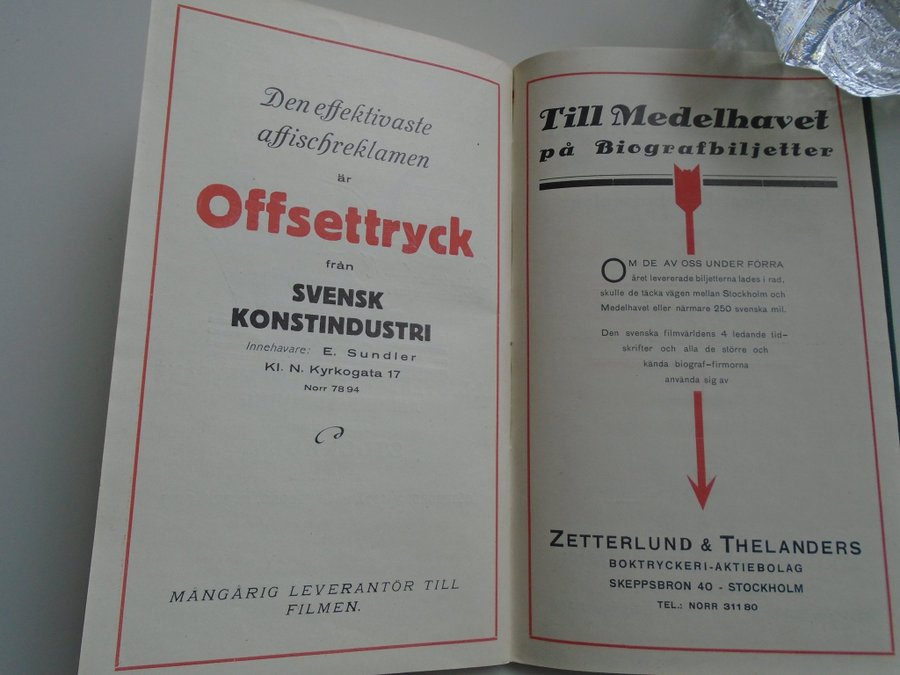 Den effektivaste
affischreklamen
är
Offsettryck
från
SVENSK
KONSTINDUSTRI
Innehavare: E. Sundler
Kl. N. Kyrkogata 17
Norr 78 94
MÅNGÅRIG LEVERANTÖR TILL
FILMEN.
Till Medelhavet
på Biografbiljetter
OM DE AV OSS UNDER FÖRRA
året levererade biljetterna lades i rad,
skulle de täcka vägen mellan Stockholm och
Medelhavet eller närmare 250 svenska mil.
Den svenska filmvärldens 4 ledande tid-
skrifter och alla de större och
kända biograf-firmorna
använda sig av
ZETTERLUND & THELANDERS
BOKTRYCKERI-AKTIEBOLAG
SKEPPSBRON 40 - STOCKHOLM
TEL.: NORR 311 80